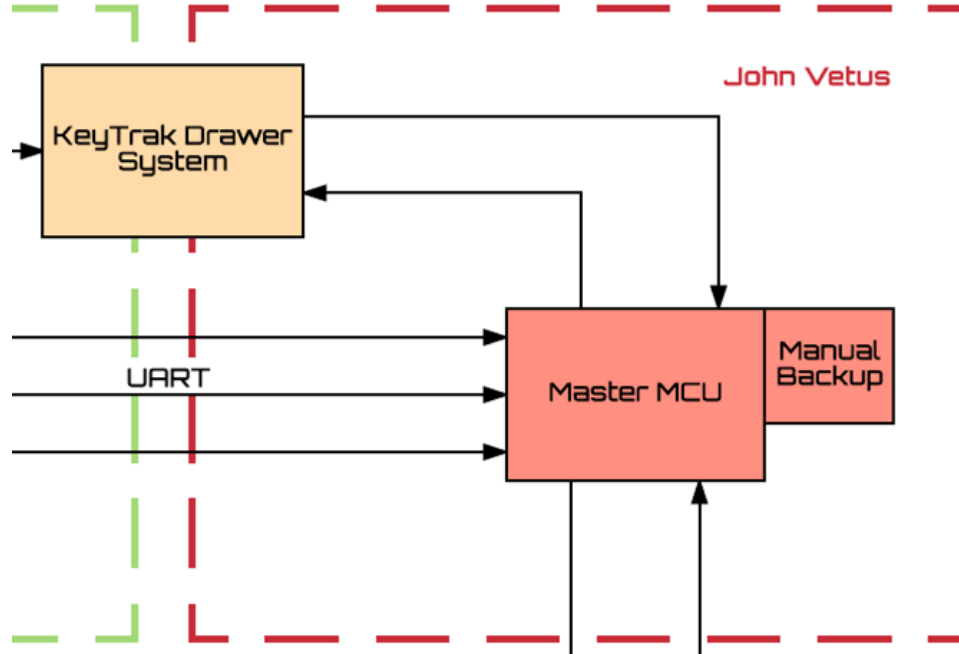 John Vetus
KeyTrak Drawer
System
UART
Master MCU
Manual
Backup